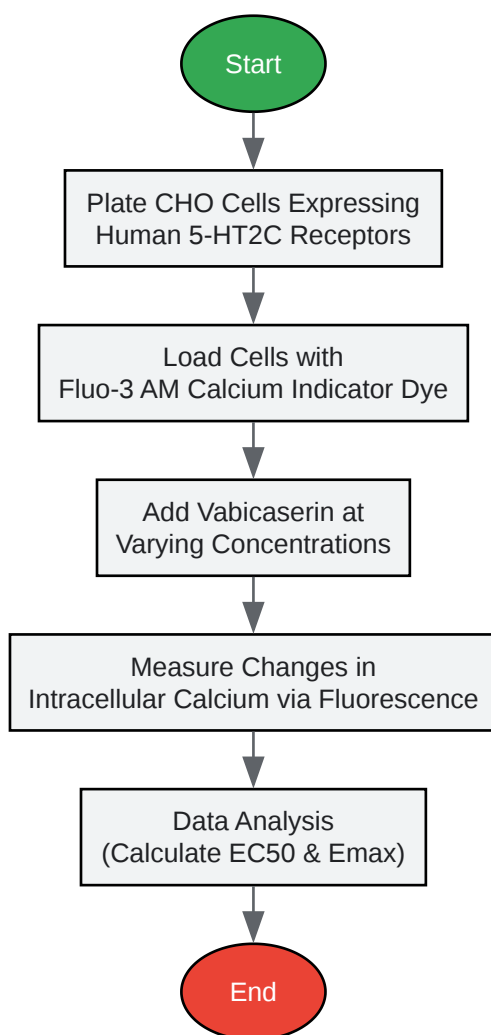 Start
Plate CHO Cells Expressing
Human 5-HT2C Receptors
Load Cells with
Fluo-3 AM Calcium Indicator Dye
Add Vabicaserin at
Varying Concentrations
Measure Changes in
Intracellular Calcium via Fluorescence
Data Analysis
(Calculate EC50 & Emax)
End